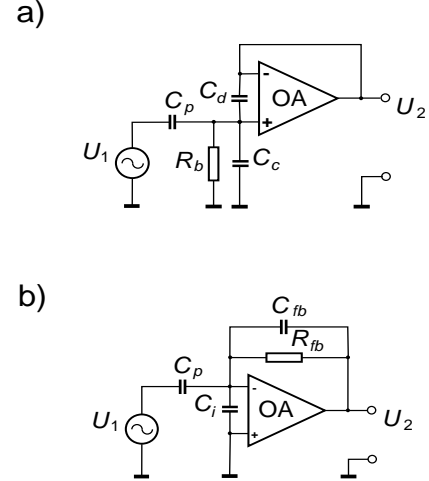 a)
C_d
-
OA
+
C_p
U_2
U_1
R_b
C_c
b)
C_fb
R_fb
C_p
-
C_i
OA
+
U_1
U_2